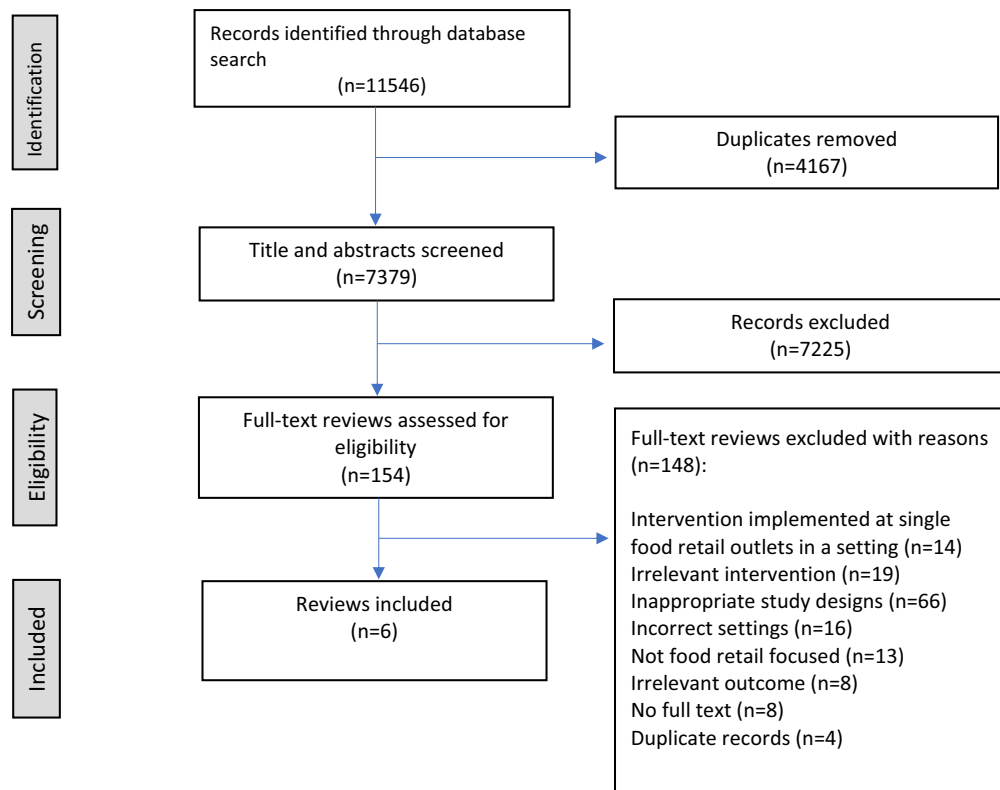 Identification
Records identified through database
search
(n=11546)
Duplicates removed
(n=4167)
Screening
Title and abstracts screened
(n=7379)
Records excluded
(n=7225)
Eligibility
Full-text reviews assessed for
eligibility
(n=154)
Full-text reviews excluded with reasons
(n=148):
Intervention implemented at single
food retail outlets in a setting (n=14)
Irrelevant intervention (n=19)
Inappropriate study designs (n=66)
Incorrect settings (n=16)
Not food retail focused (n=13)
Irrelevant outcome (n=8)
No full text (n=8)
Duplicate records (n=4)
Included
Reviews included
(n=6)